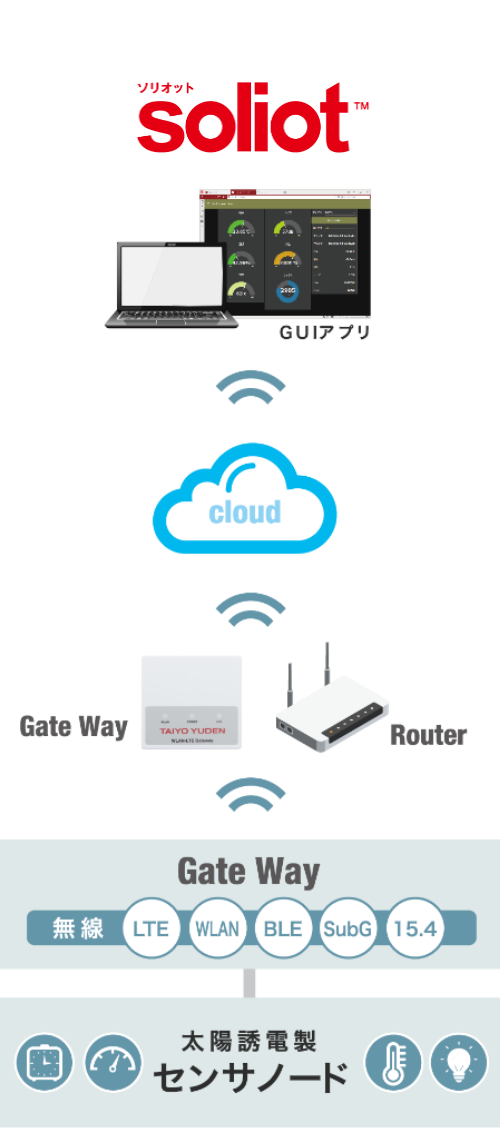 ソリオット
soliot™
GUIアプリ
cloud
Gate Way
TAIYO YUDEN
Router
Gate Way
無線 LTE WLAN BLE SubG 15.4
太陽誘電製
センサノード